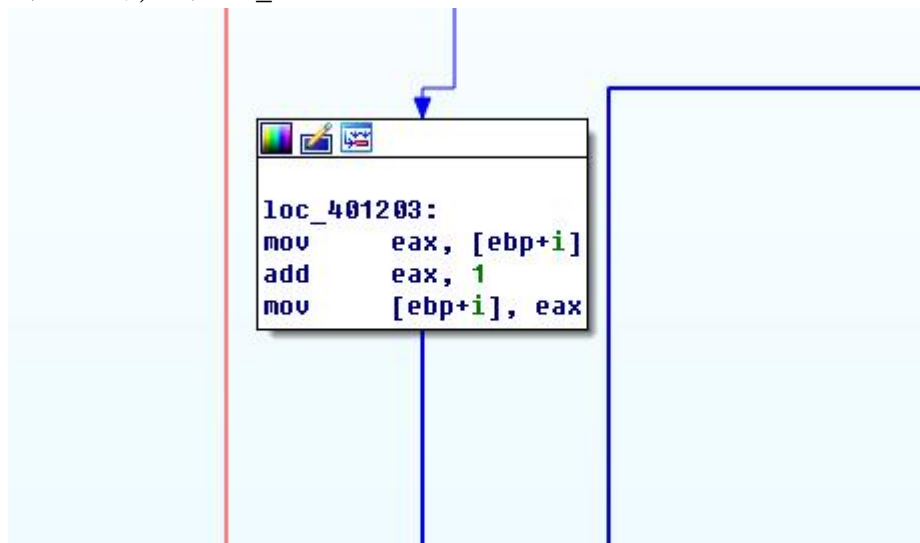 loc_401203:
mov eax, [ebp+i]
add eax, 1
mov [ebp+i], eax